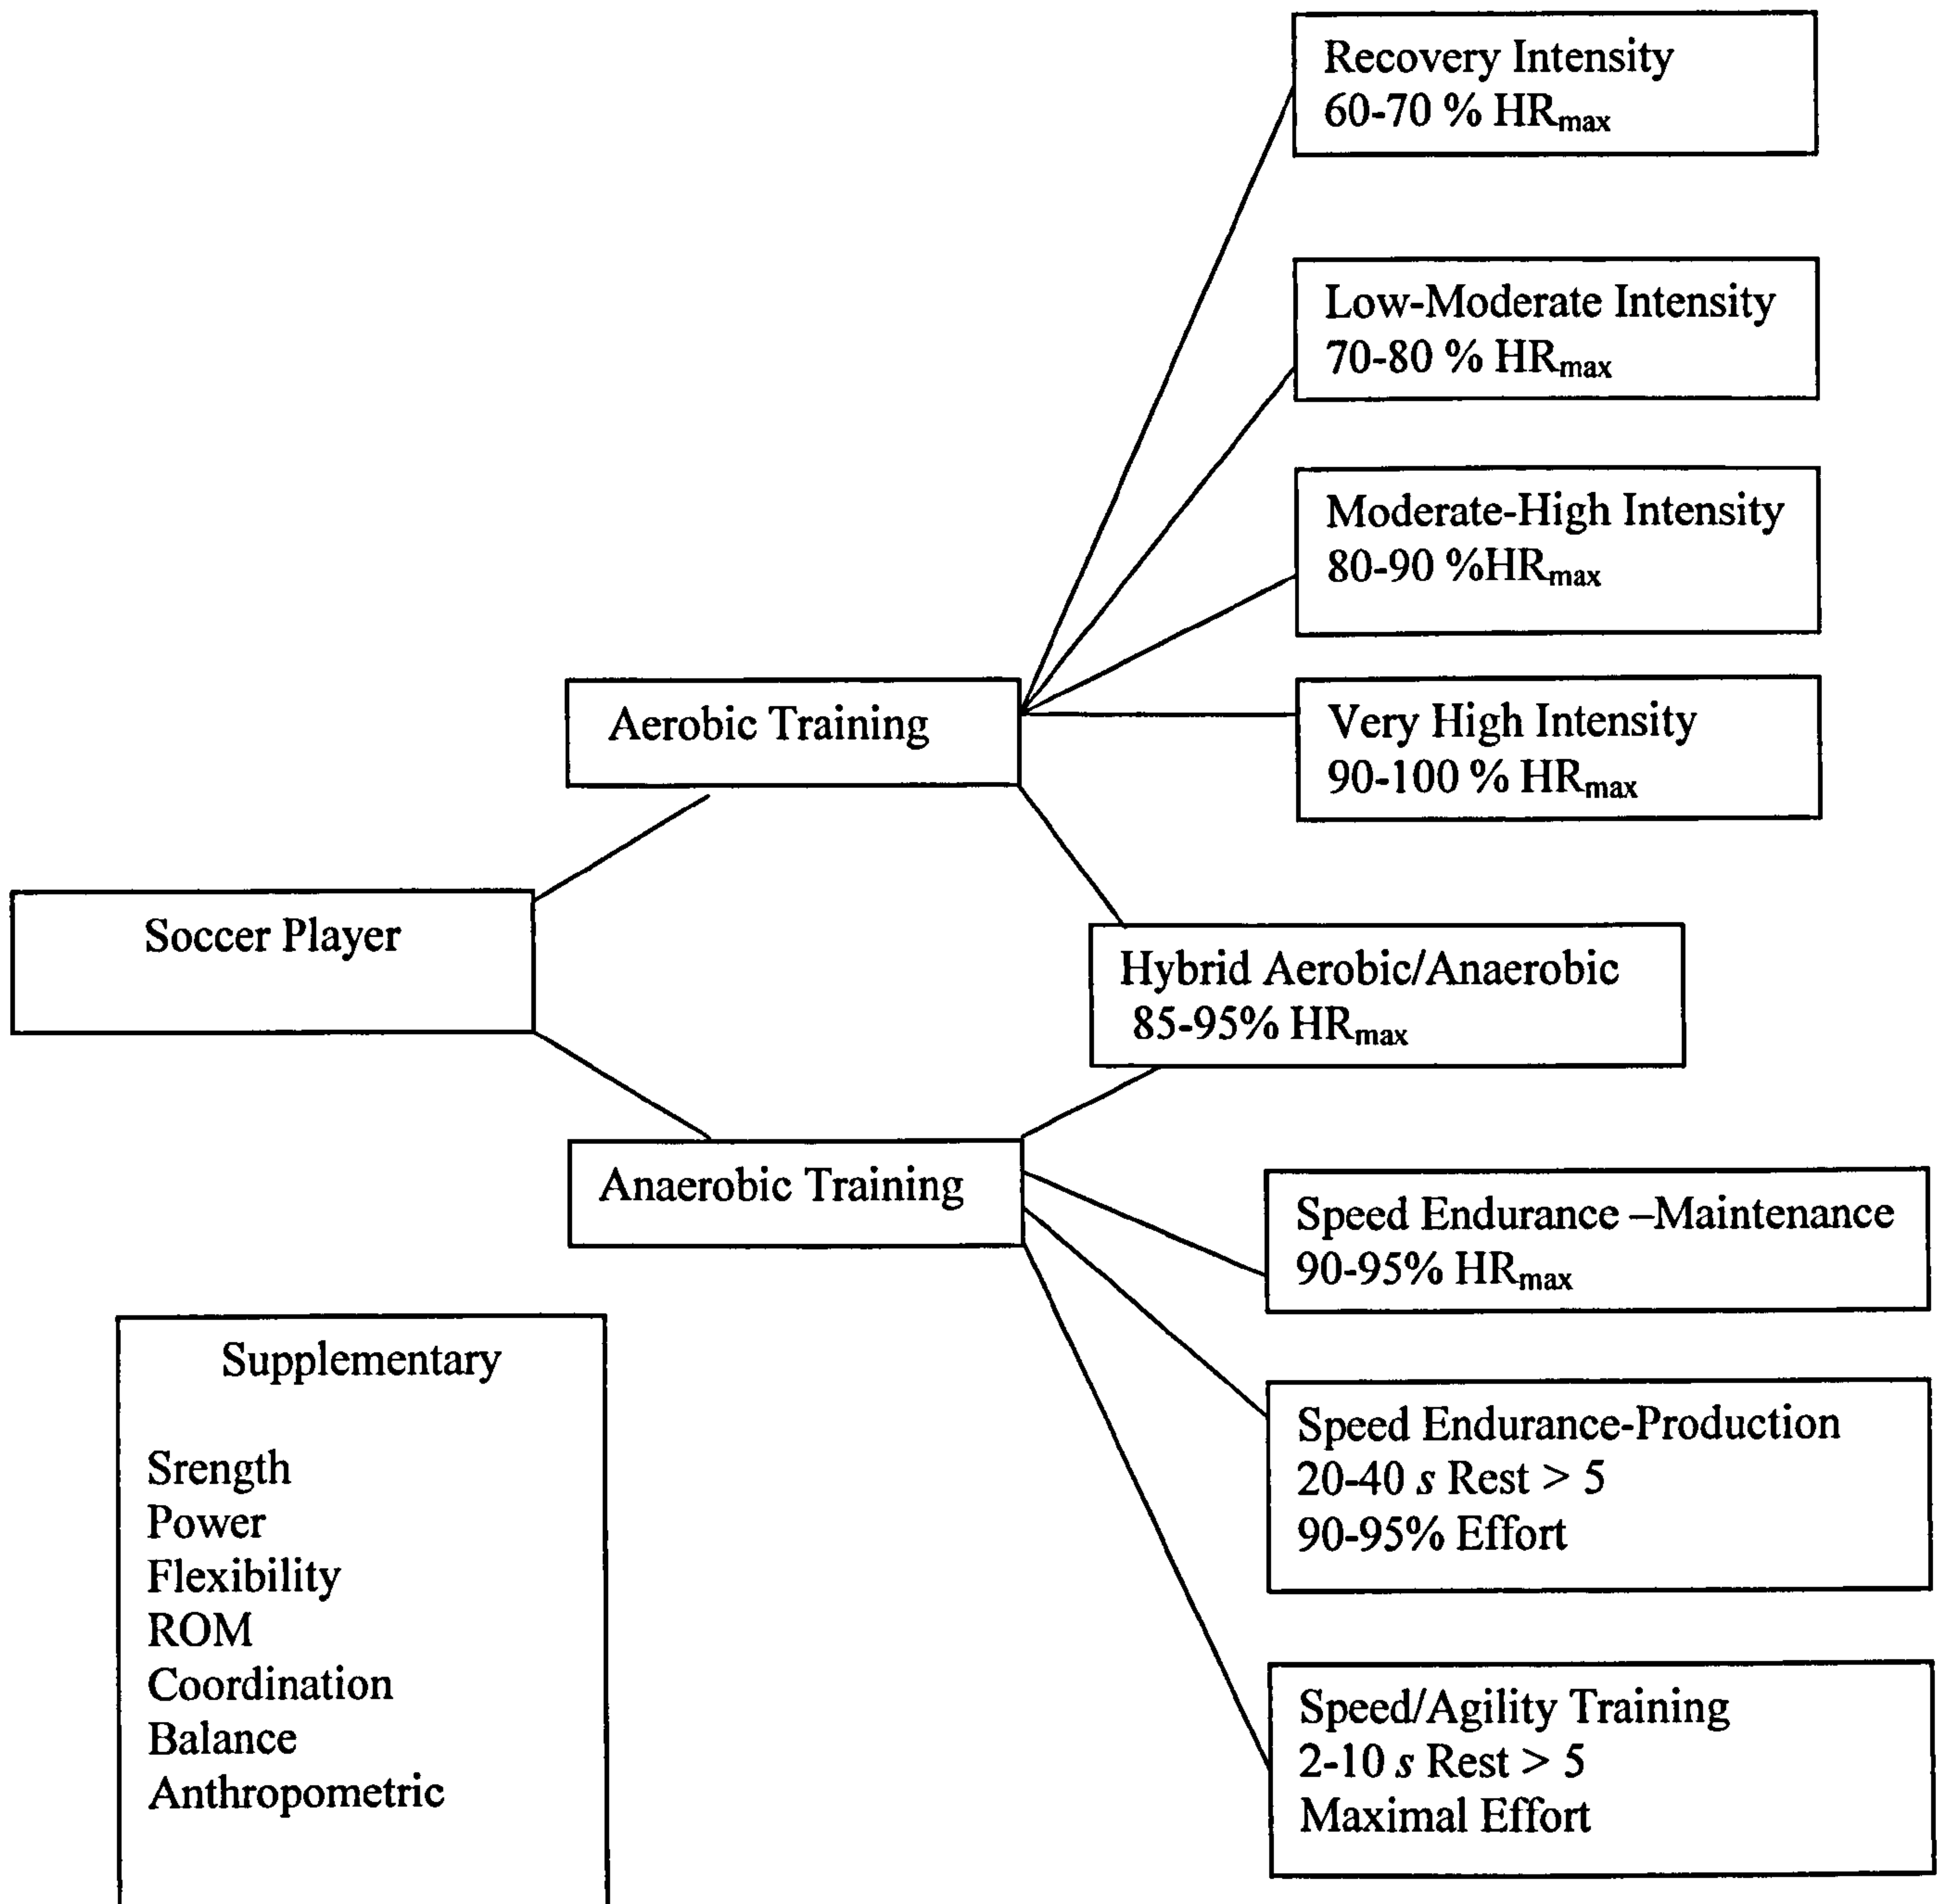 Recovery Intensity
60-70 % HRmax
Low-Moderate Intensity
70-80 % HRmax
Moderate-High Intensity
80-90 %HRmax
Aerobic Training
Very High Intensity
90-100 % HRmax
Soccer Player
Hybrid Aerobic/Anaerobic
85-95% HRmax
Anaerobic Training
Speed Endurance –Maintenance
90-95% HRmax
Speed Endurance-Production
20-40 s Rest > 5
90-95% Effort
Speed/Agility Training
2-10 s Rest > 5
Maximal Effort
Supplementary
Srength
Power
Flexibility
ROM
Coordination
Balance
Anthropometric